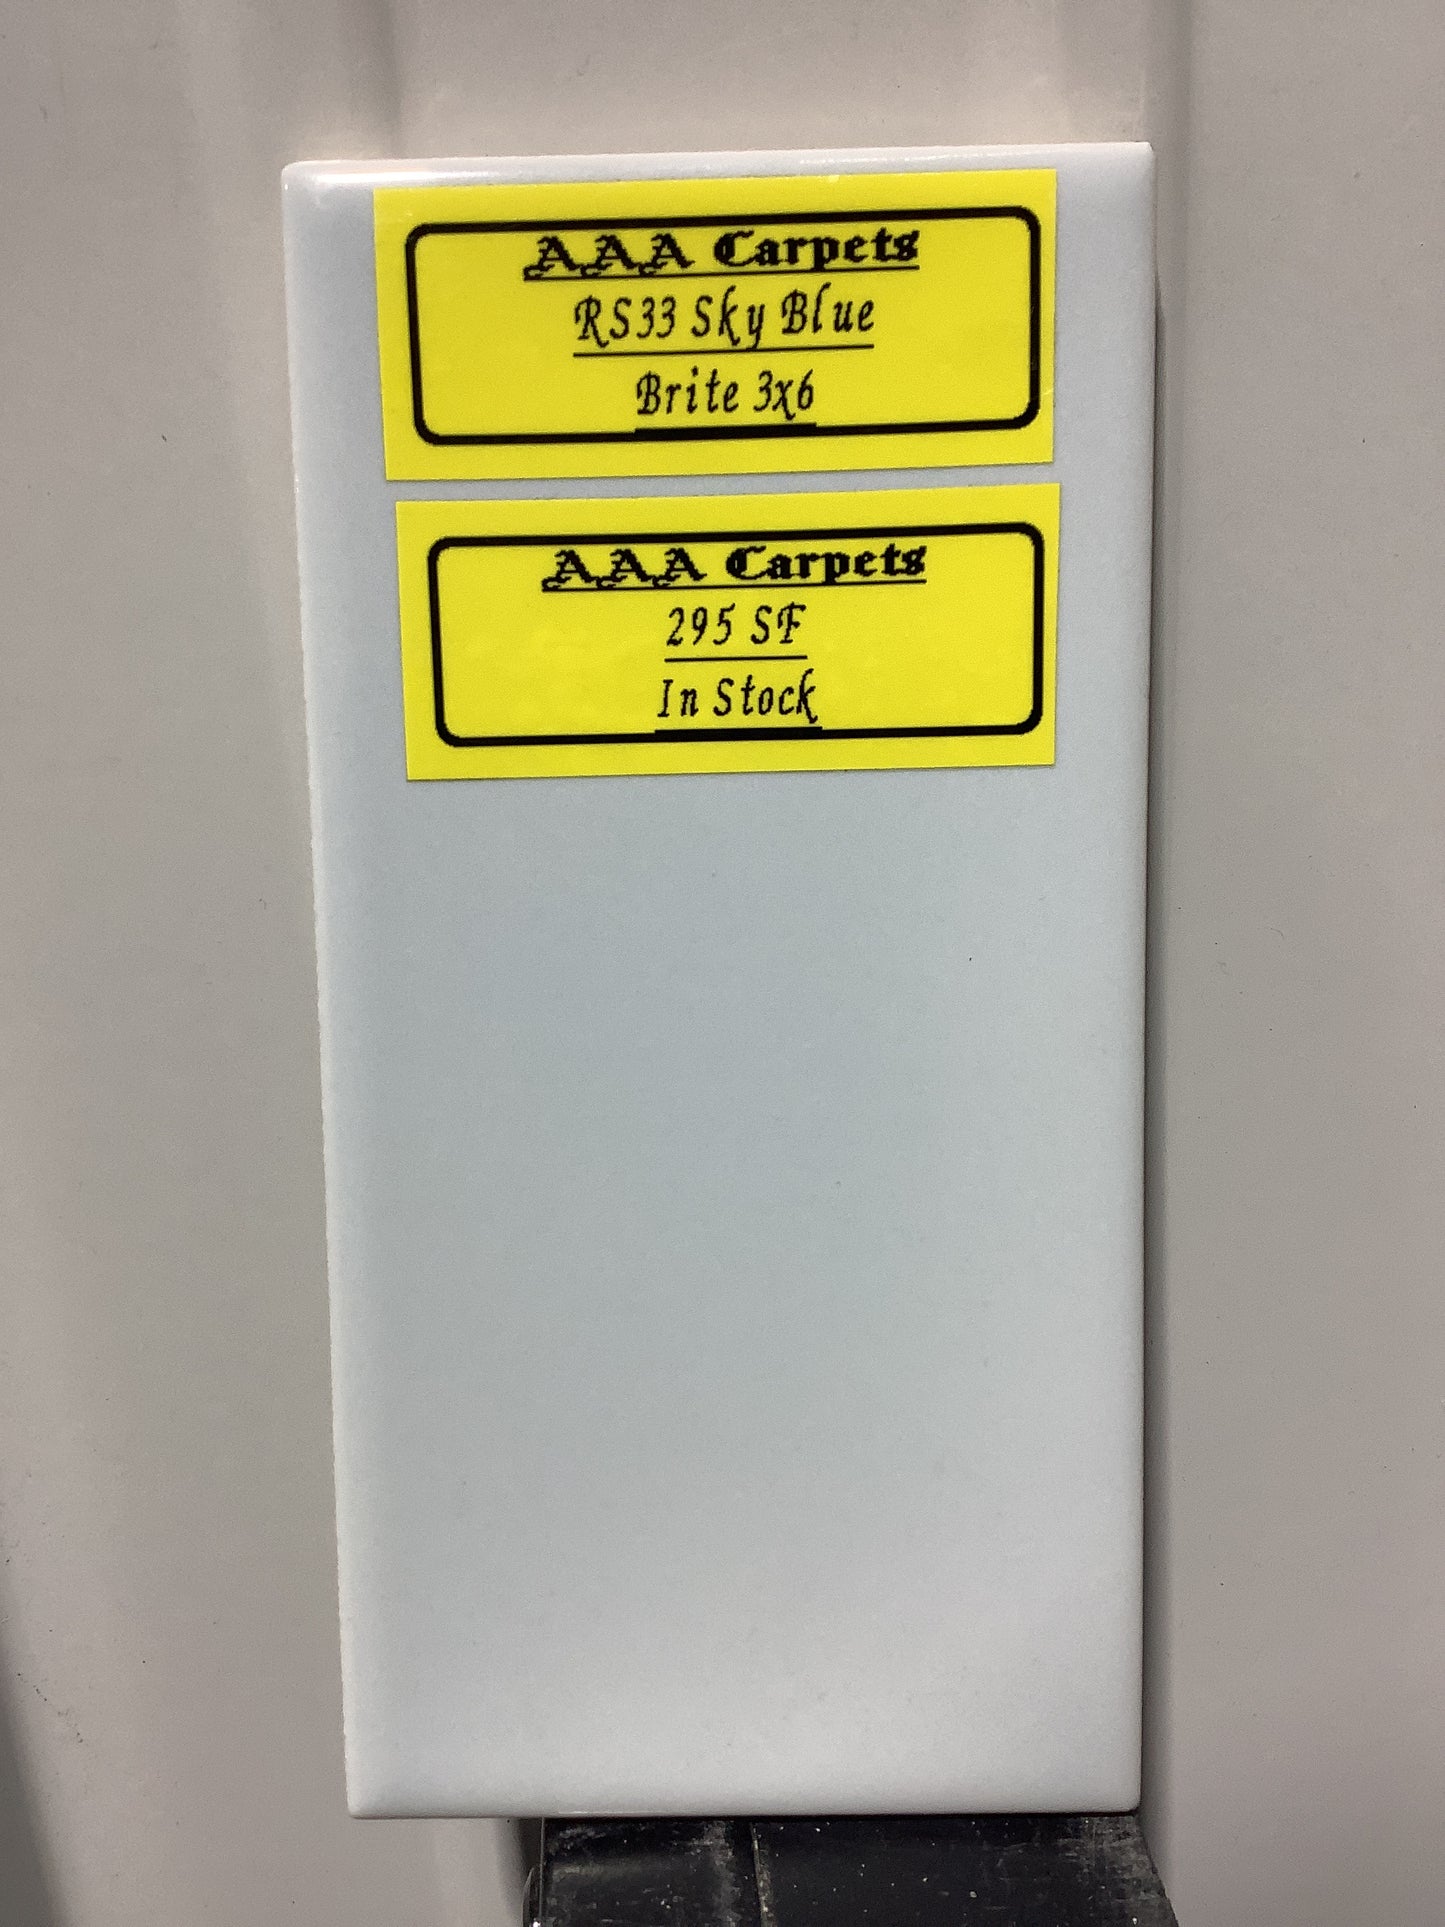 AAA Carpets
RS33 Sky Blue
Brite 3x6
AAA Carpets
295 SF
In Stock